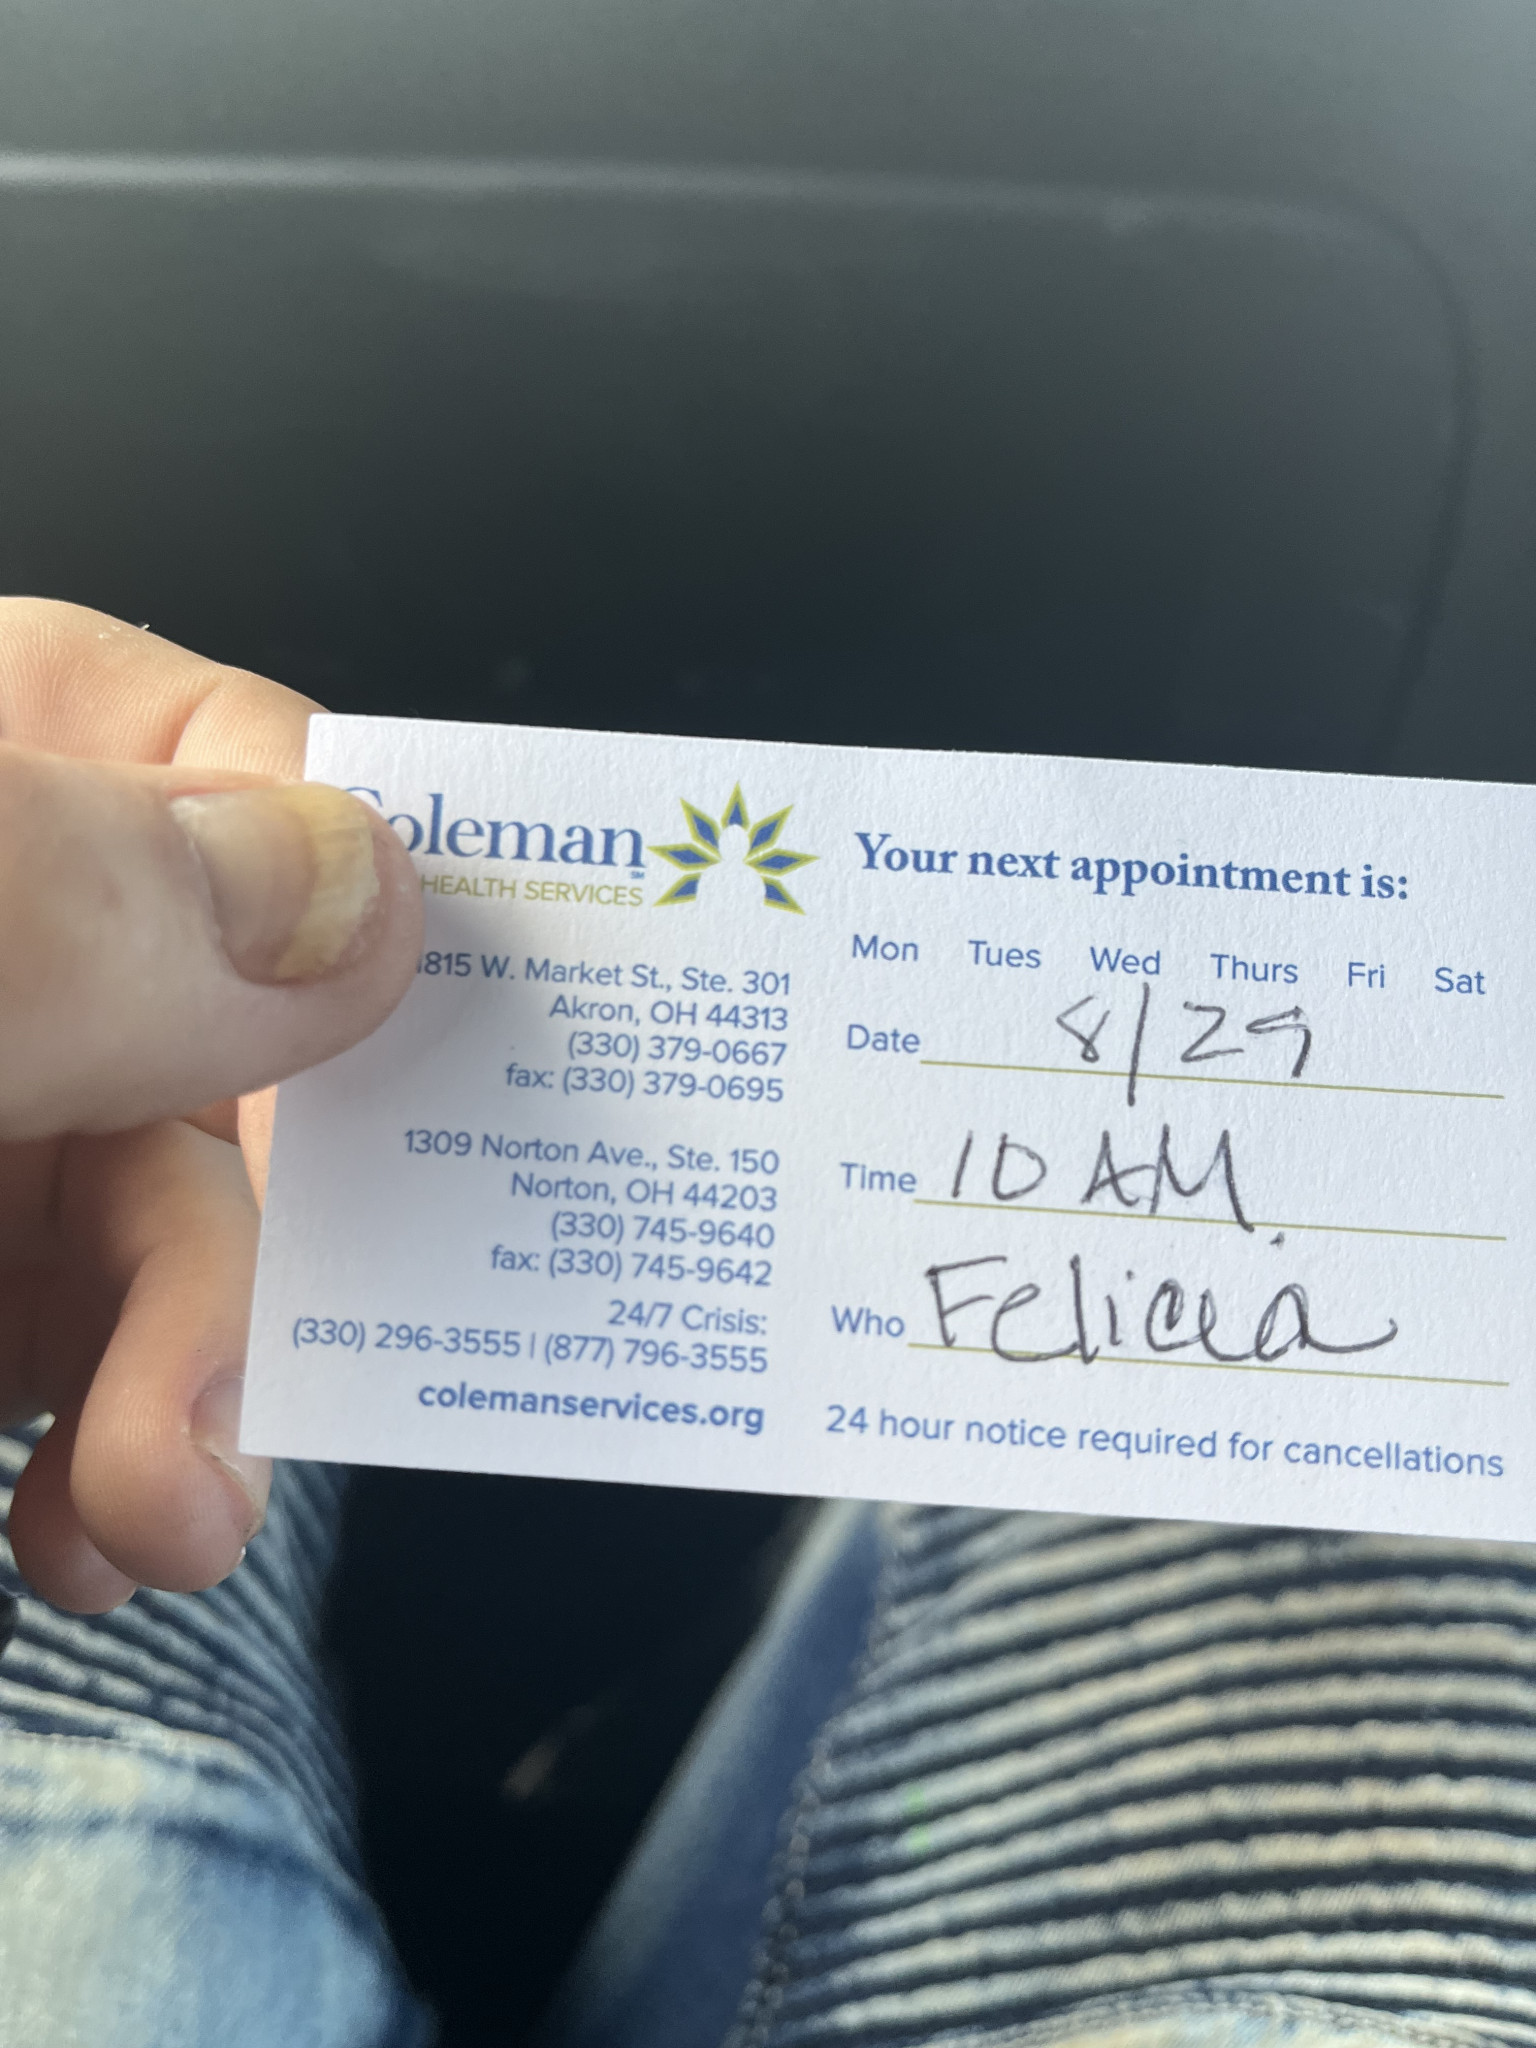 Coleman
HEALTH SERVICES
SM
1815 W. Market St., Ste. 301
Akron, OH 44313
(330) 379-0667
fax: (330) 379-0695
1309 Norton Ave., Ste. 150
Norton, OH 44203
(330) 745-9640
fax: (330) 745-9642
24/7 Crisis:
(330) 296-3555 | (877) 796-3555
colemanservices.org
Your next appointment is:
Mon Tues Wed Thurs Fri Sat
Date 8/29
Time 10 AM.
Who Felicia
24 hour notice required for cancellations